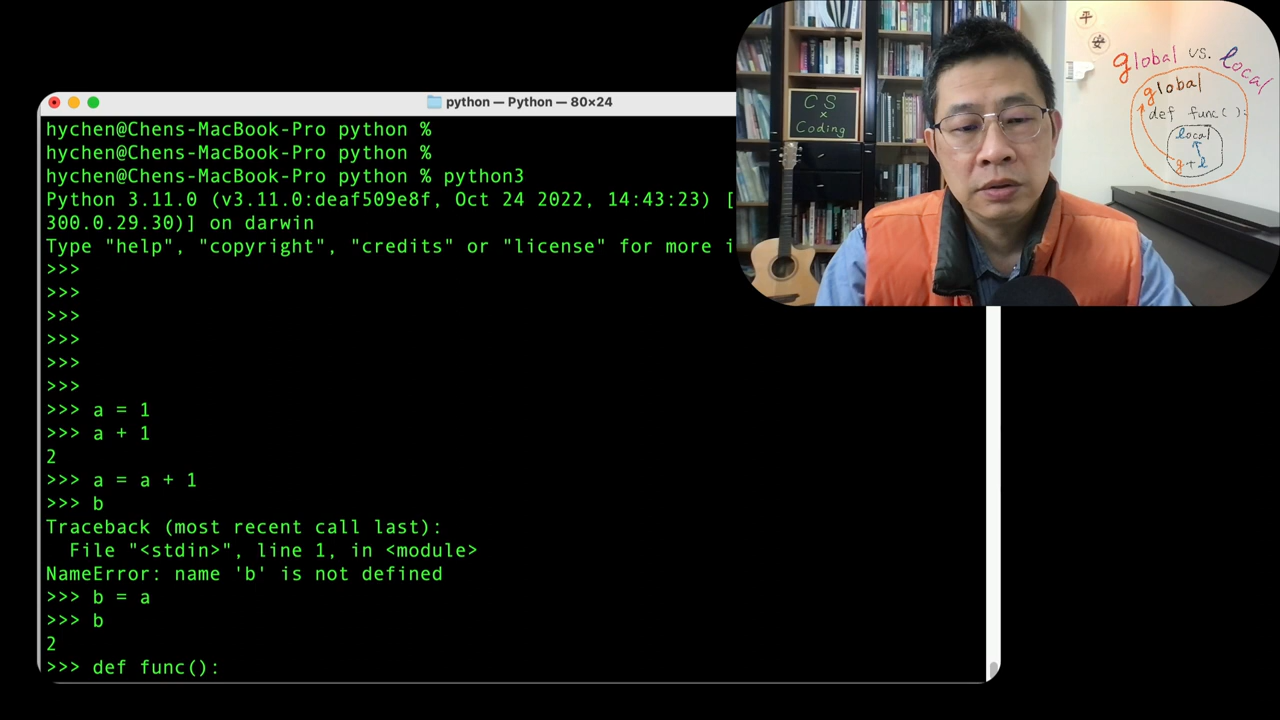 python — Python — 80×24
hychen@Chens-MacBook-Pro python %
hychen@Chens-MacBook-Pro python %
hychen@Chens-MacBook-Pro python % python3
Python 3.11.0 (v3.11.0:deaf509e8f, Oct 24 2022, 14:43:23) [
300.0.29.30)] on darwin
Type "help", "copyright", "credits" or "license" for more i
>>>
>>>
>>>
>>>
>>>
>>>
>>> a = 1
>>> a + 1
2
>>> a = a + 1
>>> b
Traceback (most recent call last):
  File "<stdin>", line 1, in <module>
NameError: name 'b' is not defined
>>> b = a
>>> b
2
>>> def func():
CS
x
Coding
平
安
global vs. local
global
def func():
local
g+l